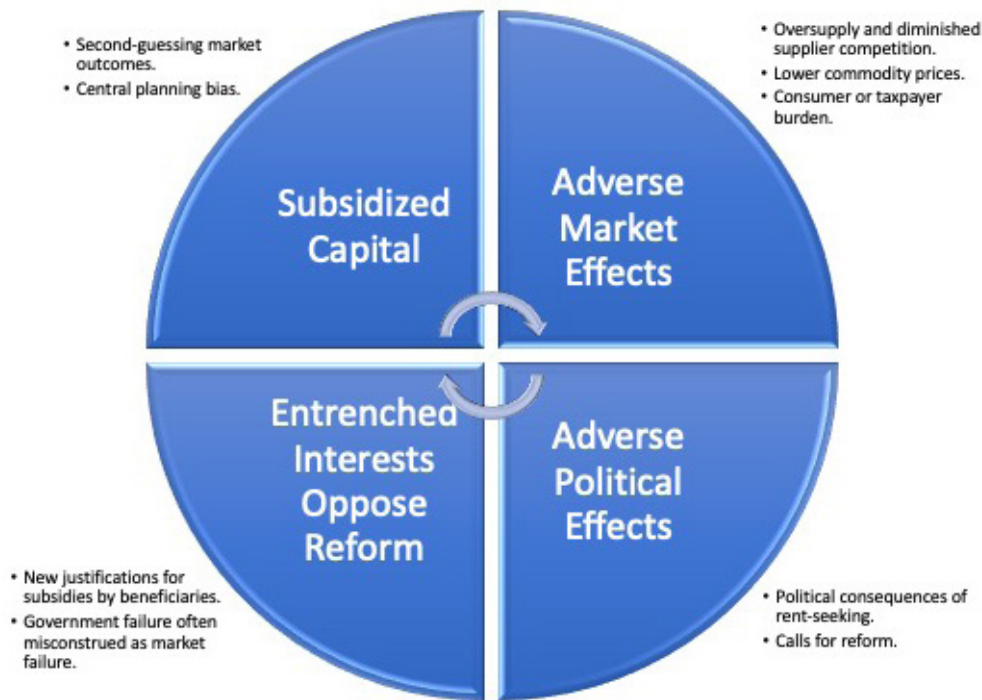 • Second-guessing market
outcomes.
• Central planning bias.
• Oversupply and diminished
supplier competition.
• Lower commodity prices.
• Consumer or taxpayer
burden.
Subsidized
Capital
Adverse
Market
Effects
Entrenched
Interests
Oppose
Reform
Adverse
Political
Effects
• New justifications for
subsidies by beneficiaries.
• Government failure often
misconstrued as market
failure.
• Political consequences of
rent-seeking.
• Calls for reform.